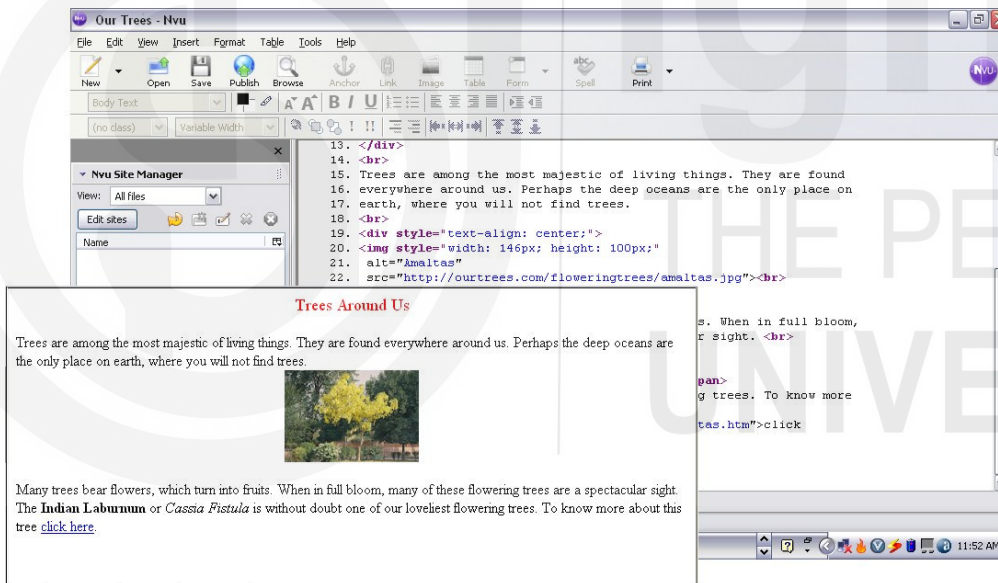 Our Trees - Nvu
File Edit View Insert Format Table Tools Help
New Open Save Publish Browse Anchor Link Image Table Form Spell Print
Body Text
(no class) Variable Width
Nvu Site Manager
View: All files
Edit sites
Name
13. </div>
14. <br>
15. Trees are among the most majestic of living things. They are found
16. everywhere around us. Perhaps the deep oceans are the only place on
17. earth, where you will not find trees.
18. <br>
19. <div style="text-align: center;">
20. <img style="width: 146px; height: 100px;"
21. alt="Amaltas"
22. src="http://ourtrees.com/floweringtrees/amaltas.jpg"><br>
s. When in full bloom,
r sight. <br>
pan>
g trees. To know more
tas.htm">click
Trees Around Us
Trees are among the most majestic of living things. They are found everywhere around us. Perhaps the deep oceans are
the only place on earth, where you will not find trees.
Many trees bear flowers, which turn into fruits. When in full bloom, many of these flowering trees are a spectacular sight.
The Indian Laburnum or Cassia Fistula is without doubt one of our loveliest flowering trees. To know more about this
tree click here.
11:52 AM
THE PE
UNIVE